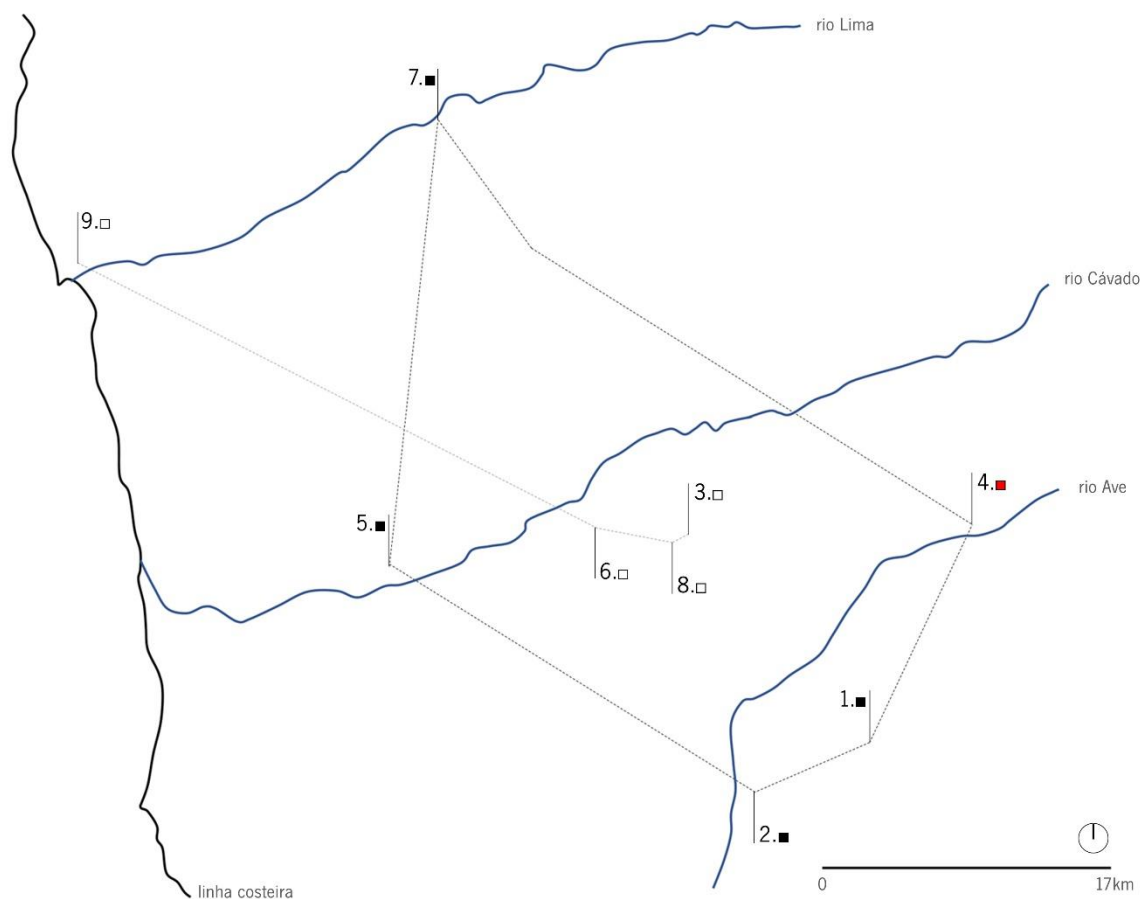 rio Lima
7.
9.
rio Cávado
4.
3.
rio Ave
5.
6.
8.
1.
2.
0
17km
linha costeira